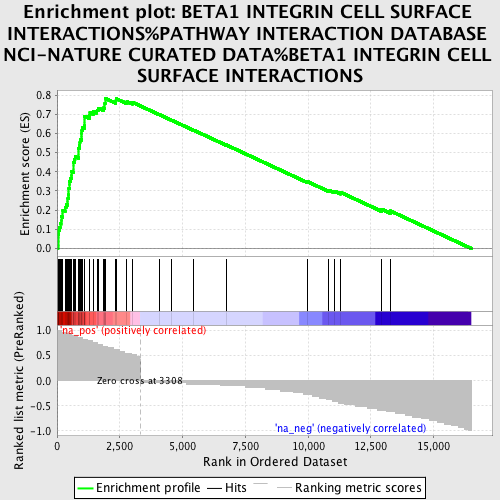 Enrichment plot: BETA1 INTEGRIN CELL SURFACE
INTERACTIONS%PATHWAY INTERACTION DATABASE
NCI-NATURE CURATED DATA%BETA1 INTEGRIN CELL
SURFACE INTERACTIONS
Enrichment score (ES)
0.8
0.7
0.6
0.5
0.4
0.3
0.2
0.1
0.0
Ranked list metric (PreRanked)
1.0
0.5
0.0
-0.5
-1.0
'na_pos' (positively correlated)
Zero cross at 3308
'na_neg' (negatively correlated)
0 2,500 5,000 7,500 10,000 12,500 15,000
Rank in Ordered Dataset
Enrichment profile Hits Ranking metric scores